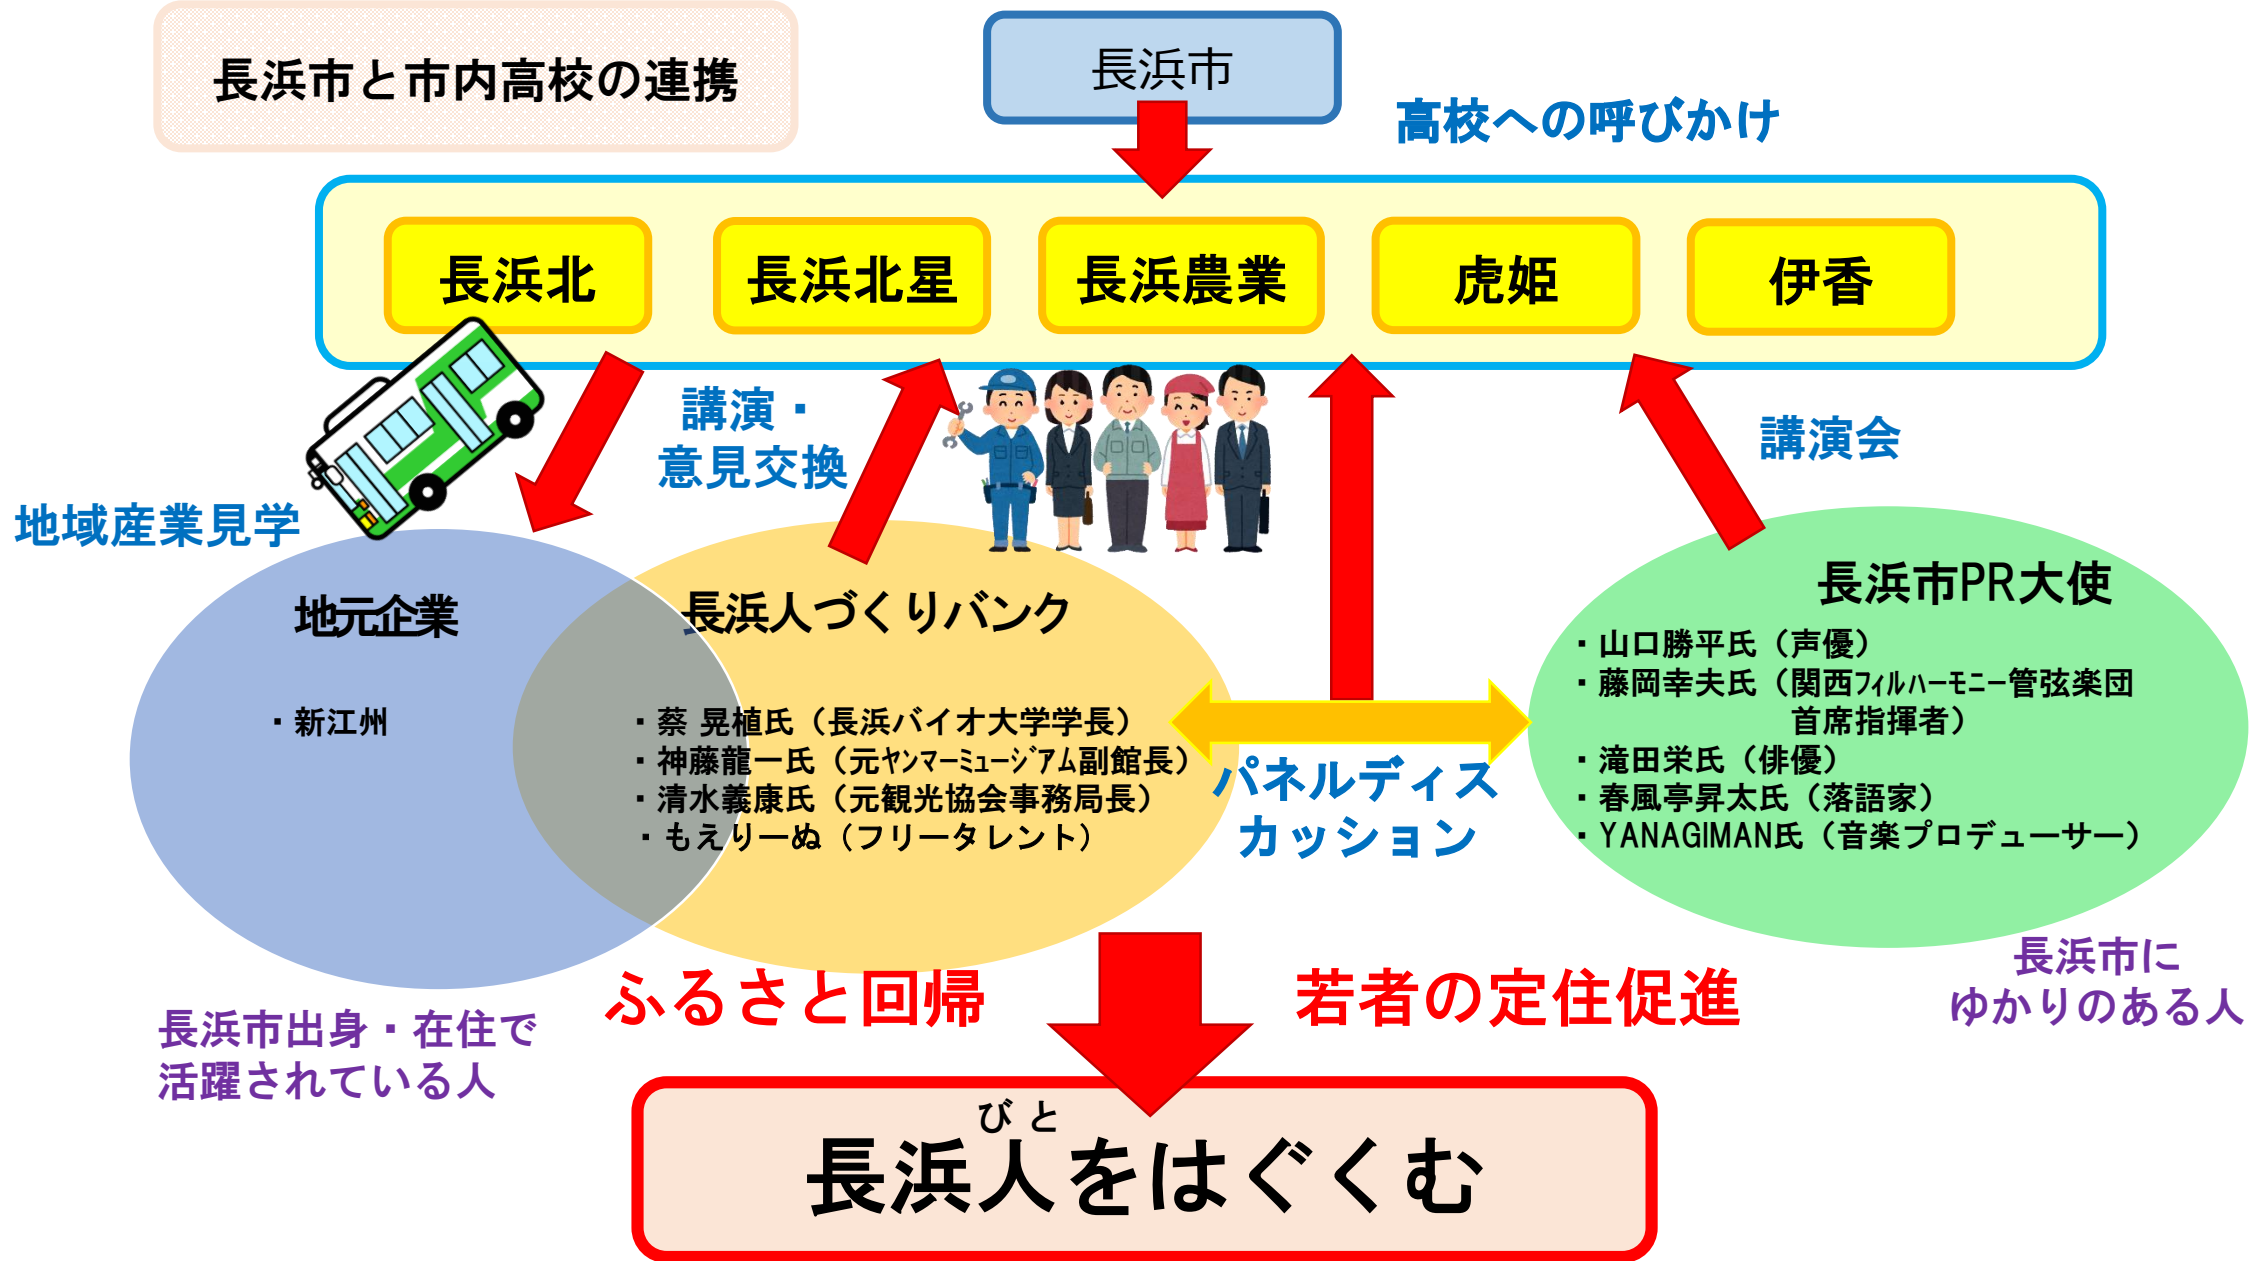 長浜市と市内高校の連携
長浜市
高校への呼びかけ
長浜北
長浜北星
長浜農業
虎姫
伊香
講演・
意見交換
講演会
地域産業見学
地元企業
・新江州
長浜人づくりバンク
・蔡 晃植氏（長浜バイオ大学学長）
・神藤龍一氏（元ﾔﾝﾏｰﾐｭｰｼﾞｱﾑ副館長）
・清水義康氏（元観光協会事務局長）
・もえりーぬ（フリータレント）
パネルディス
カッション
長浜市PR大使
・山口勝平氏（声優）
・藤岡幸夫氏（関西ﾌｨﾙﾊｰﾓﾆｰ管弦楽団
首席指揮者）
・滝田栄氏（俳優）
・春風亭昇太氏（落語家）
・YANAGIMAN氏（音楽プロデューサー）
長浜市に
ゆかりのある人
長浜市出身・在住で
活躍されている人
ふるさと回帰
若者の定住促進
びと
長浜人をはぐくむ